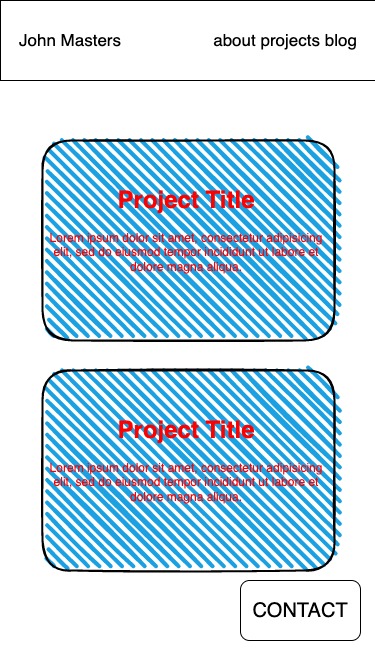 John Masters about projects blog
Project Title
Lorem ipsum dolor sit amet, consectetur adipisicing
elit, sed do eiusmod tempor incididunt ut labore et
dolore magna aliqua.
Project Title
Lorem ipsum dolor sit amet, consectetur adipisicing
elit, sed do eiusmod tempor incididunt ut labore et
dolore magna aliqua.
CONTACT